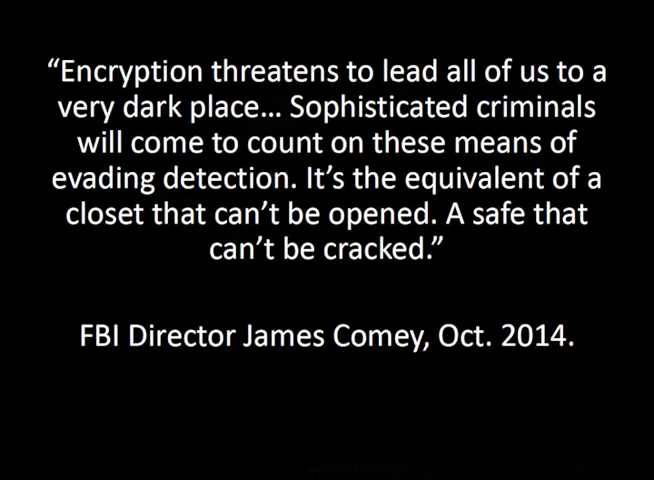 “Encryption threatens to lead all of us to a
very dark place... Sophisticated criminals
will come to count on these means of
evading detection. It’s the equivalent of a
closet that can’t be opened. A safe that
can’t be cracked.”
FBI Director James Comey, Oct. 2014.